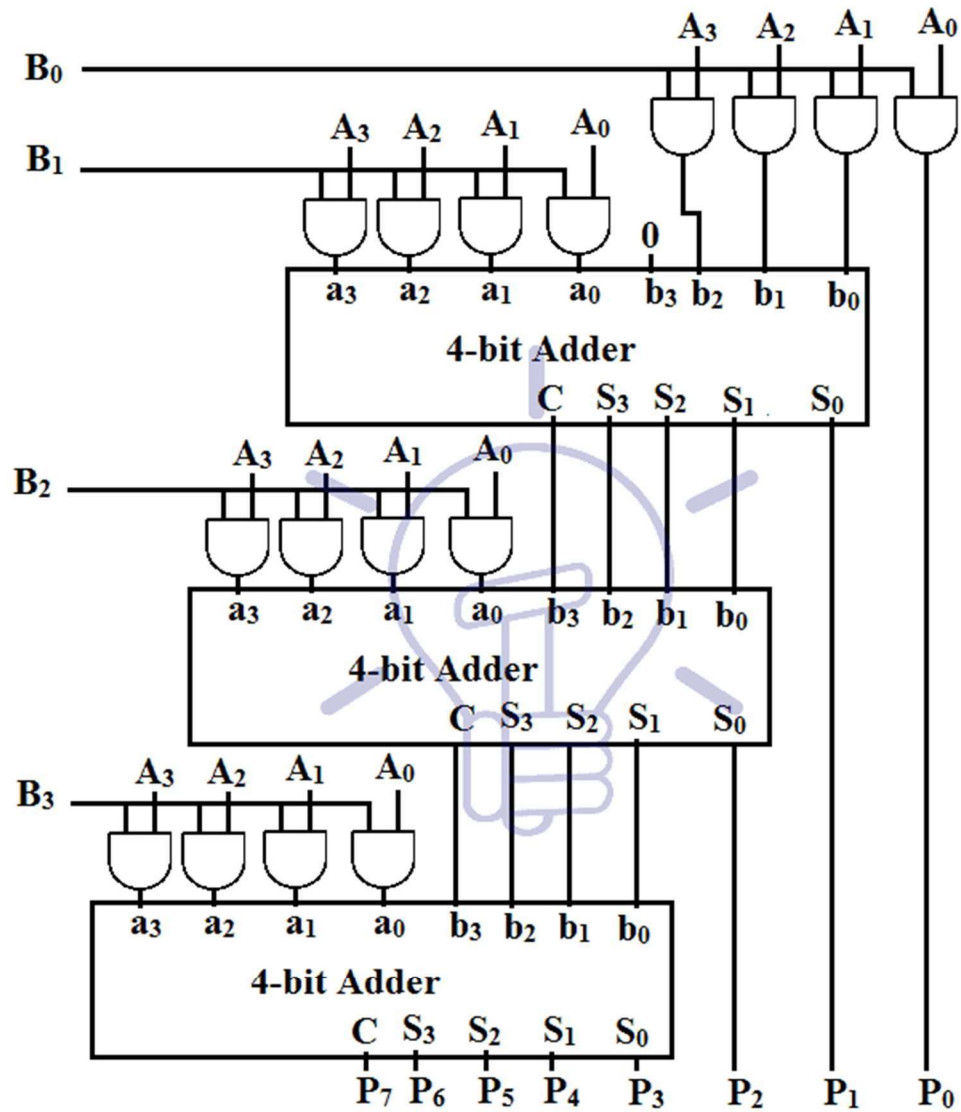 A₃ A₂ A₁ A₀
B₀
A₃ A₂ A₁ A₀
B₁
0
a₃ a₂ a₁ a₀ b₃ b₂ b₁ b₀
4-bit Adder
C S₃ S₂ S₁ S₀
A₃ A₂ A₁ A₀
B₂
a₃ a₂ a₁ a₀ b₃ b₂ b₁ b₀
4-bit Adder
C S₃ S₂ S₁ S₀
A₃ A₂ A₁ A₀
B₃
a₃ a₂ a₁ a₀ b₃ b₂ b₁ b₀
4-bit Adder
C S₃ S₂ S₁ S₀
P₇ P₆ P₅ P₄ P₃ P₂ P₁ P₀